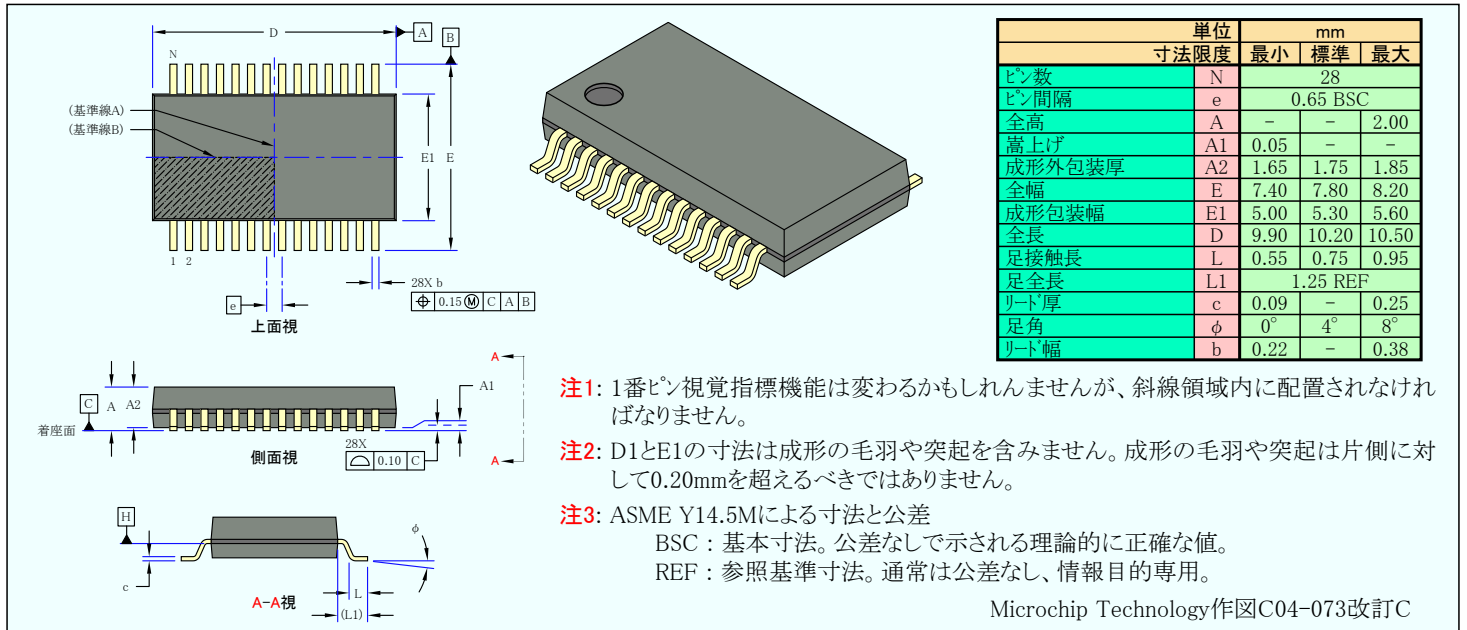 D
A
B
N
(基準線A)
(基準線B)
E1
E
1 2
28X b
0.15 Ⓜ C A B
e
上面視
A
A1
C
A
A2
着座面
28X
0.10 C
側面視
A
H
φ
c
L
(L1)
A-A視
単位 mm
寸法限度 最小 標準 最大
ピン数 N 28
ピン間隔 e 0.65 BSC
全高 A - - 2.00
嵩上げ A1 0.05 - -
成形外包装厚 A2 1.65 1.75 1.85
全幅 E 7.40 7.80 8.20
成形包装幅 E1 5.00 5.30 5.60
全長 D 9.90 10.20 10.50
足接触長 L 0.55 0.75 0.95
足全長 L1 1.25 REF
リード厚 c 0.09 - 0.25
足角 φ 0° 4° 8°
リード幅 b 0.22 - 0.38
注1: 1番ピン視覚指標機能は変わるかもしれんませんが、斜線領域内に配置されなけれ
ばなりません。
注2: D1とE1の寸法は成形の毛羽や突起を含みません。成形の毛羽や突起は片側に対
して0.20mmを超えるべきではありません。
注3: ASME Y14.5Mによる寸法と公差
BSC : 基本寸法。公差なしで示される理論的に正確な値。
REF : 参照基準寸法。通常は公差なし、情報目的専用。
Microchip Technology作図C04-073改訂C